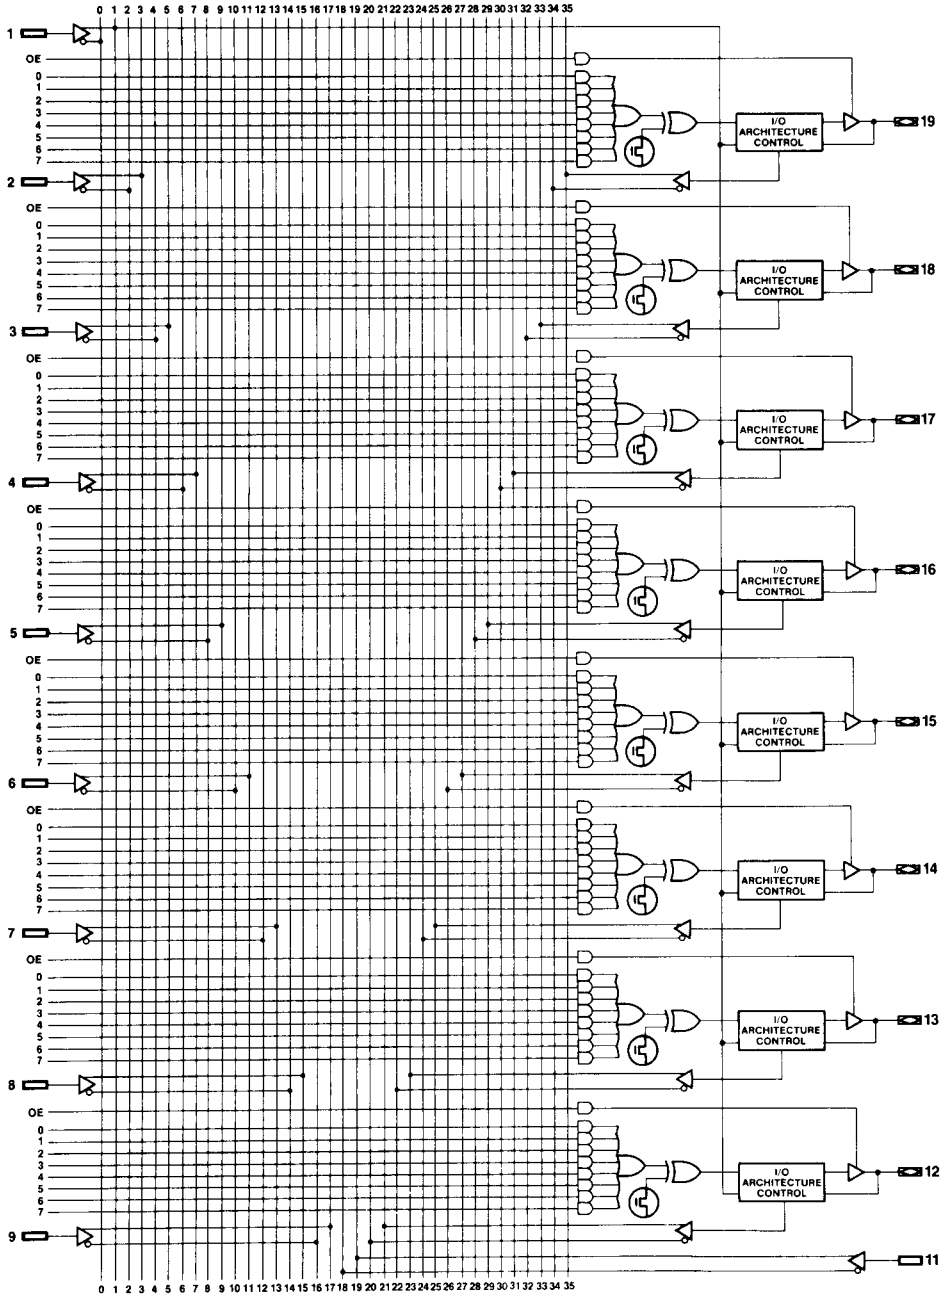 0 1 2 3 4 5 6 7 8 9 10 11 12 13 14 15 16 17 18 19 20 21 22 23 24 25 26 27 28 29 30 31 32 33 34 35
1
OE
0
1
2
3
4
5
6
7
I/O
ARCHITECTURE
CONTROL
19
2
OE
0
1
2
3
4
5
6
7
I/O
ARCHITECTURE
CONTROL
18
3
OE
0
1
2
3
4
5
6
7
I/O
ARCHITECTURE
CONTROL
17
4
OE
0
1
2
3
4
5
6
7
I/O
ARCHITECTURE
CONTROL
16
5
OE
0
1
2
3
4
5
6
7
I/O
ARCHITECTURE
CONTROL
15
6
OE
0
1
2
3
4
5
6
7
I/O
ARCHITECTURE
CONTROL
14
7
OE
0
1
2
3
4
5
6
7
I/O
ARCHITECTURE
CONTROL
13
8
OE
0
1
2
3
4
5
6
7
I/O
ARCHITECTURE
CONTROL
12
9
11
0 1 2 3 4 5 6 7 8 9 10 11 12 13 14 15 16 17 18 19 20 21 22 23 24 25 26 27 28 29 30 31 32 33 34 35